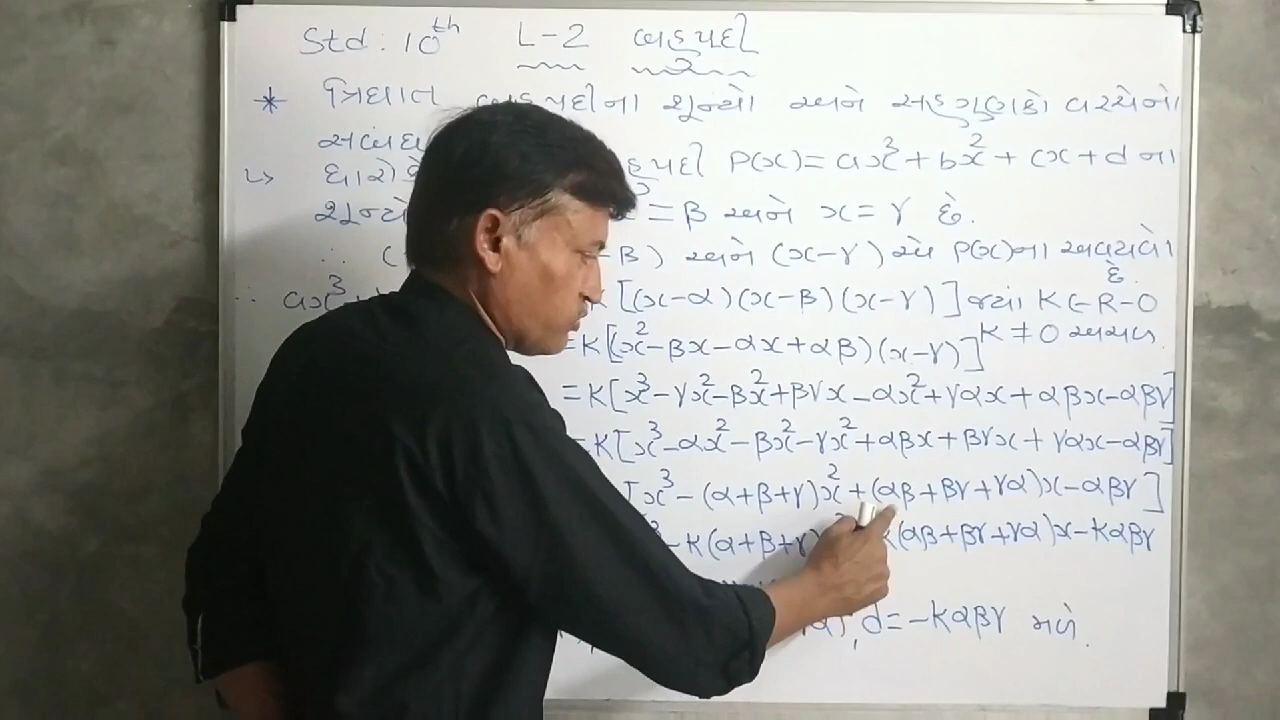 Std : 10th L-2 બહુપદી
* ત્રિઘાત બહુપદીના શૂન્યો અને સહગુણકો વચ્ચેનો
સબંધ
↳ ધારો કે બહુપદી P(x) = ax³ + bx² + cx + d ના
શૂન્યો = β અને x = γ છે.
∴ ( - β ) અને (x - γ) એ P(x) ના અવયવો છે.
∴ ax³ + [(x-α)(x-β)(x-γ)] જ્યાં K ∈ R - 0
= K[(x² - βx - αx + αβ)(x-γ)] K ≠ 0 અચળ
= K[x³ - γx² - βx² + βγx - αx² + γαx + αβx - αβγ]
= K[x³ - αx² - βx² - γx² + αβx + βγx + γαx - αβγ]
[x³ - (α+β+γ)x² + (αβ+βγ+γα)x - αβγ]
- K(α+β+γ) (αβ+βγ+γα)x - Kαβγ
, d = -Kαβγ મળે.